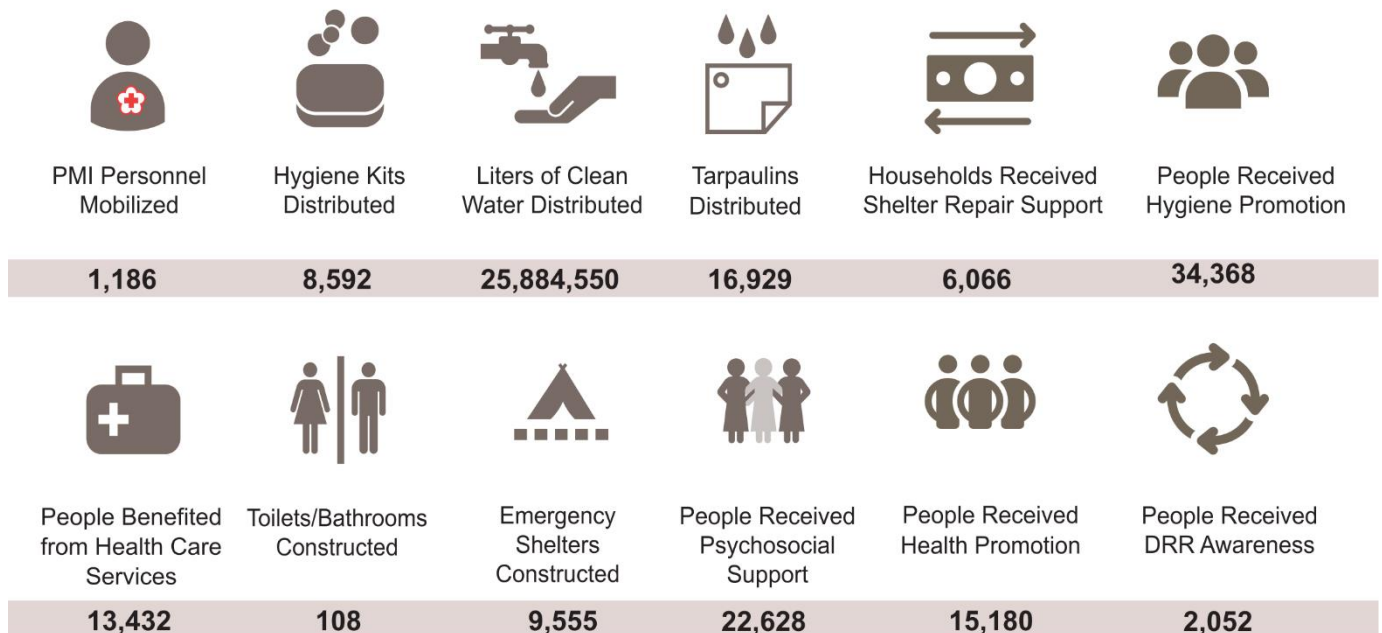 PMI Personnel
Mobilized
1,186
Hygiene Kits
Distributed
8,592
Liters of Clean
Water Distributed
25,884,550
Tarpaulins
Distributed
16,929
Households Received
Shelter Repair Support
6,066
People Received
Hygiene Promotion
34,368
People Benefited
from Health Care
Services
13,432
Toilets/Bathrooms
Constructed
108
Emergency
Shelters
Constructed
9,555
People Received
Psychosocial
Support
22,628
People Received
Health Promotion
15,180
People Received
DRR Awareness
2,052